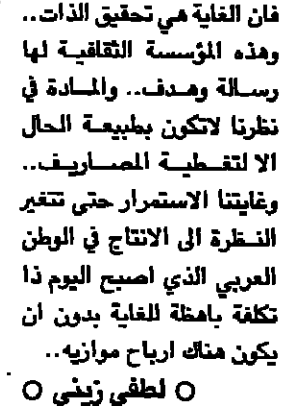 فان الغاية هي تحقيق الذات..
وهذه المؤسسة الثقافية لها
رسالة وهدف.. والمادة في
نظرنا لاتكون بطبيعة الحال
الا لتغطية المصاريف..
وغايتنا الاستمرار حتى تتغير
النظرة الى الانتاج في الوطن
العربي الذي اصبح اليوم ذا
تكلفة باهظة للغاية بدون ان
يكون هناك ارباح موازيه..
○ لطفي زيني ○